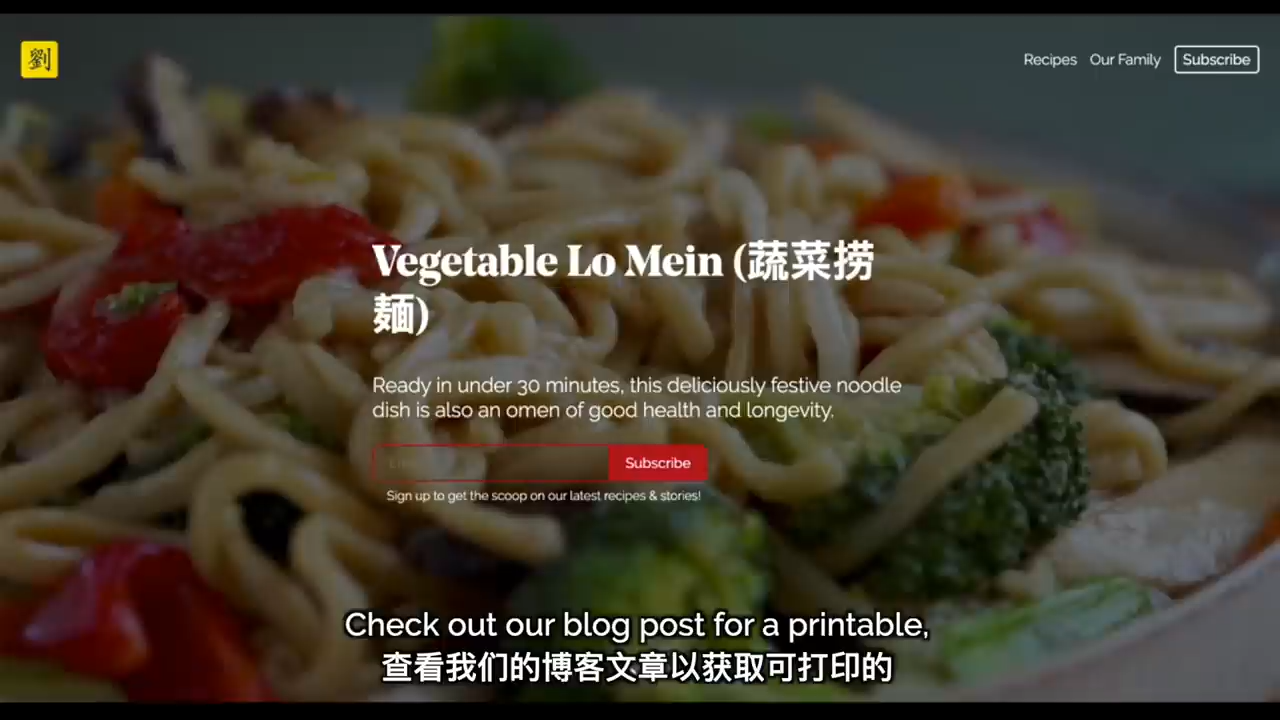 劉
Recipes Our Family Subscribe
Vegetable Lo Mein (蔬菜捞
麺)
Ready in under 30 minutes, this deliciously festive noodle
dish is also an omen of good health and longevity.
Subscribe
Sign up to get the scoop on our latest recipes & stories!
Check out our blog post for a printable,
查看我们的博客文章以获取可打印的